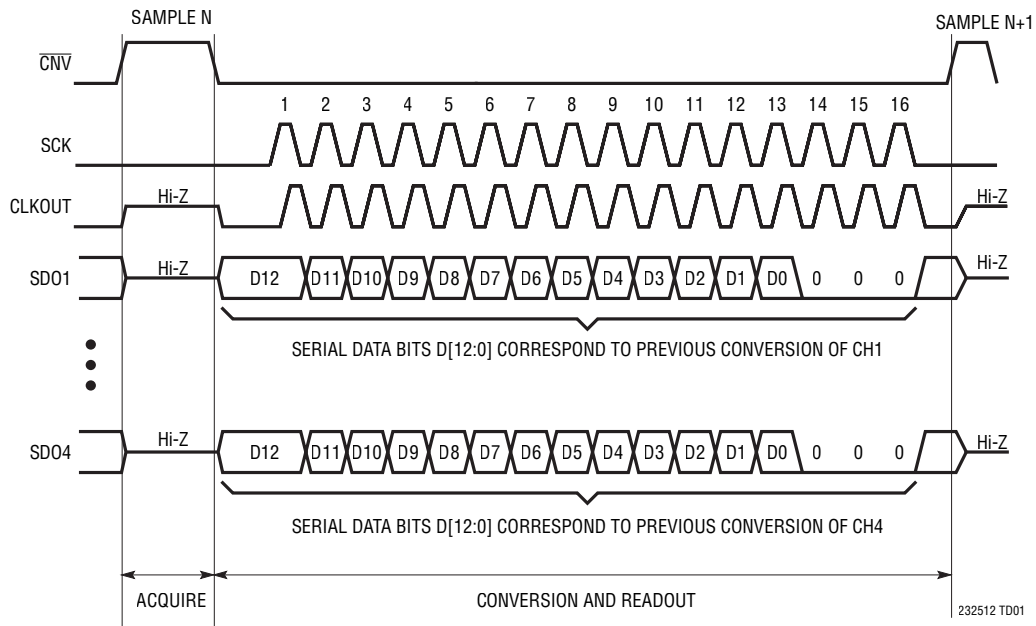 SAMPLE N
SAMPLE N+1
CNV
1 2 3 4 5 6 7 8 9 10 11 12 13 14 15 16
SCK
CLKOUT Hi-Z Hi-Z
SDO1 Hi-Z D12 D11 D10 D9 D8 D7 D6 D5 D4 D3 D2 D1 D0 0 0 0 Hi-Z
SERIAL DATA BITS D[12:0] CORRESPOND TO PREVIOUS CONVERSION OF CH1
SDO4 Hi-Z D12 D11 D10 D9 D8 D7 D6 D5 D4 D3 D2 D1 D0 0 0 0 Hi-Z
SERIAL DATA BITS D[12:0] CORRESPOND TO PREVIOUS CONVERSION OF CH4
ACQUIRE CONVERSION AND READOUT
232512 TD01